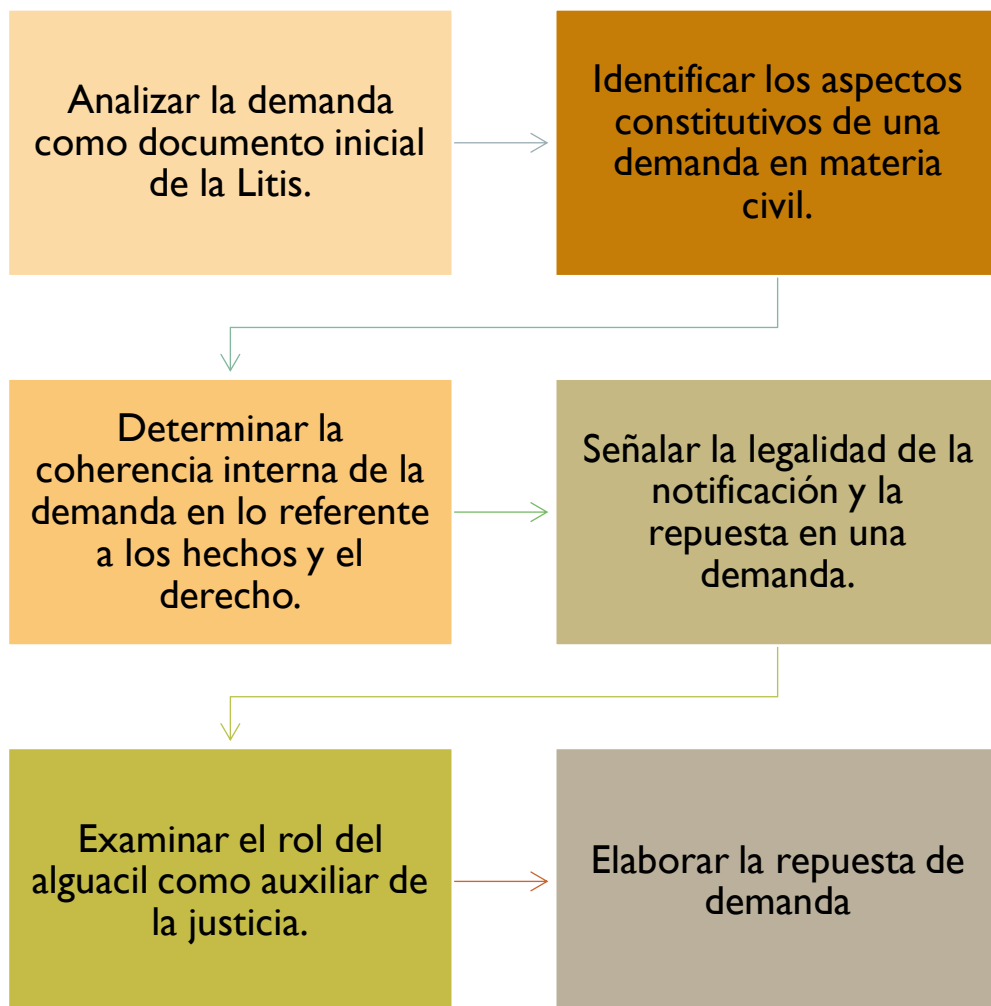 Analizar la demanda
como documento inicial
de la Litis.
Identificar los aspectos
constitutivos de una
demanda en materia
civil.
Determinar la
coherencia interna de la
demanda en lo referente
a los hechos y el
derecho.
Señalar la legalidad de la
notificación y la
repuesta en una
demanda.
Examinar el rol del
alguacil como auxiliar de
la justicia.
Elaborar la repuesta de
demanda